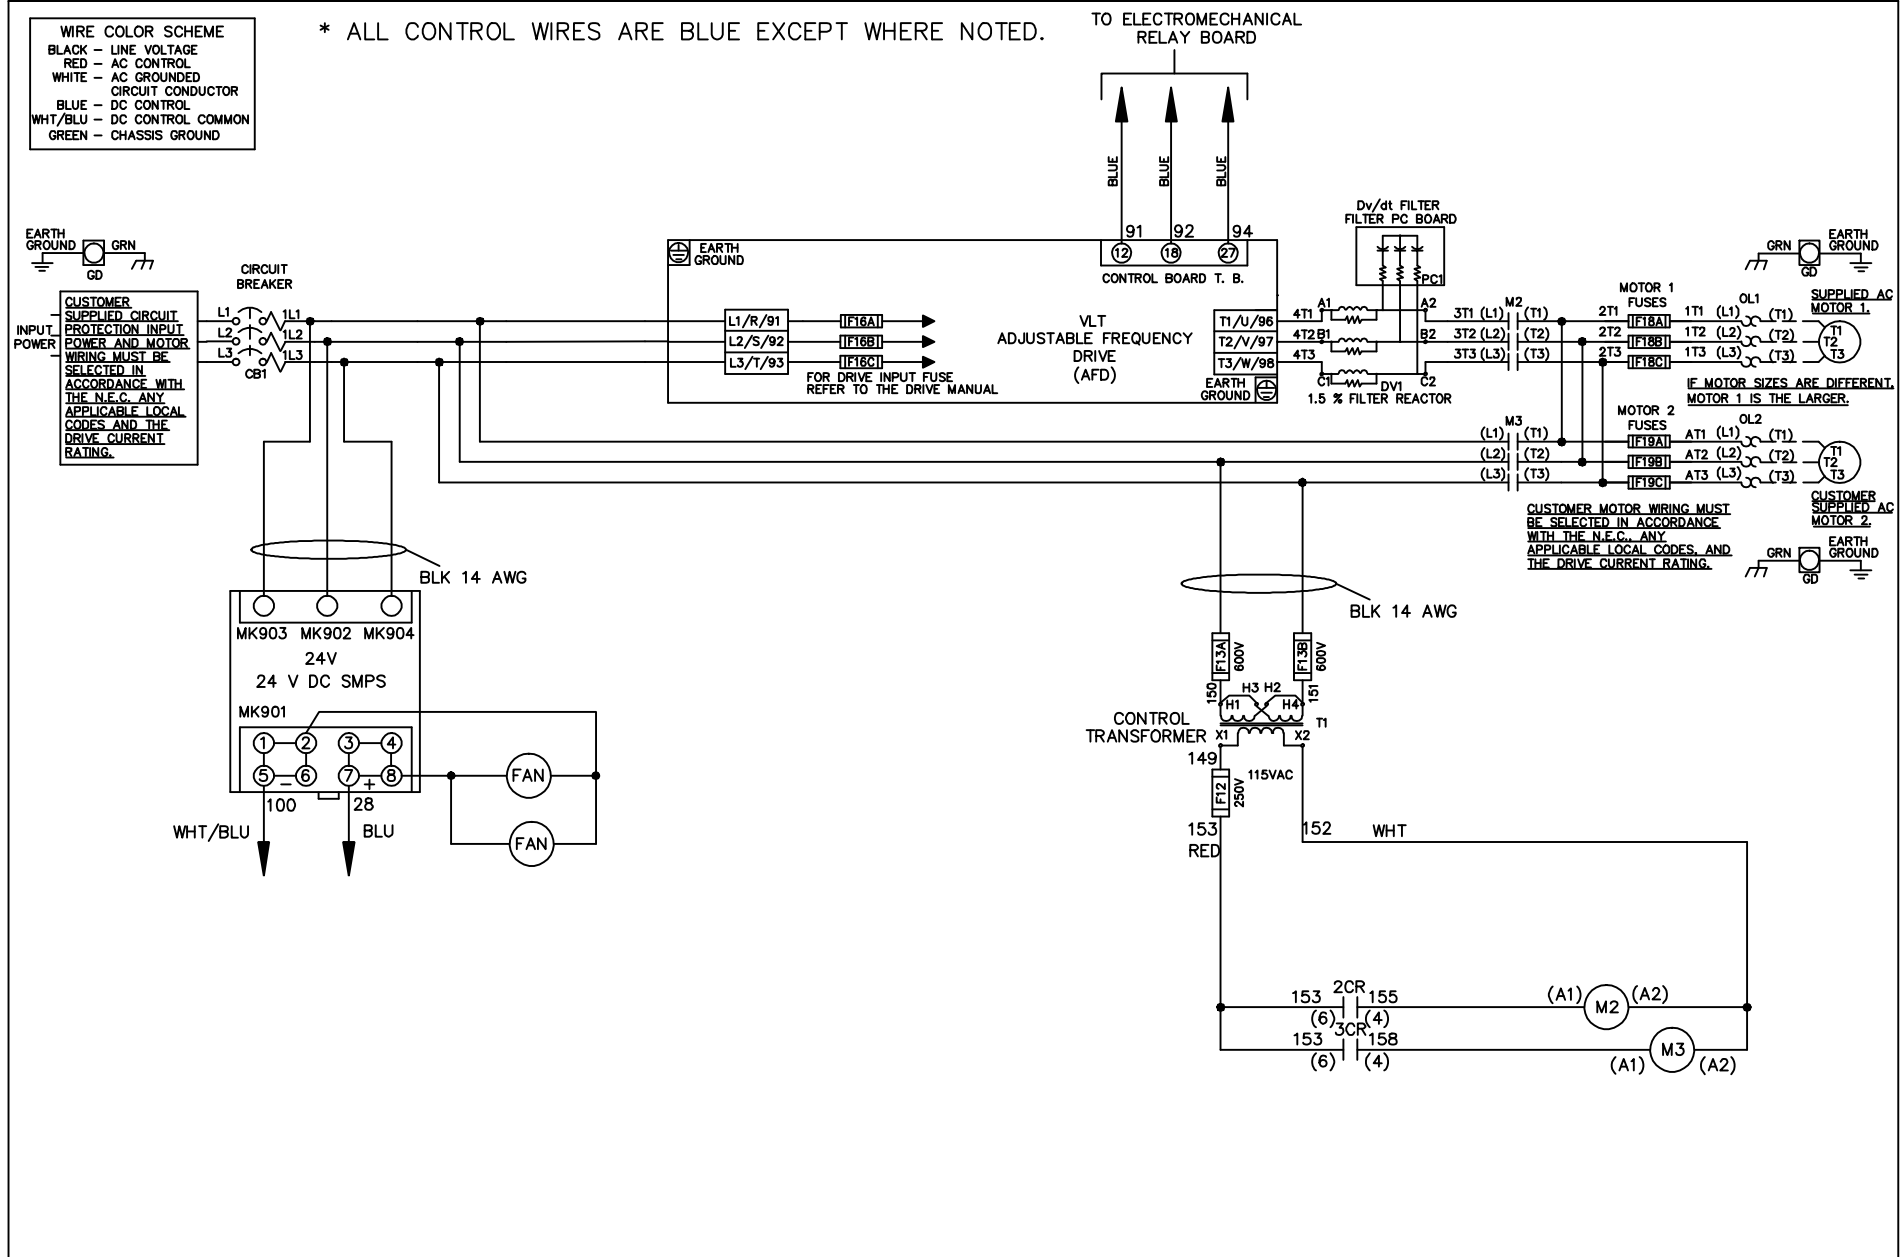 WIRE COLOR SCHEME
BLACK – LINE VOLTAGE
RED – AC CONTROL
WHITE – AC GROUNDED
CIRCUIT CONDUCTOR
BLUE – DC CONTROL
WHT/BLU – DC CONTROL COMMON
GREEN – CHASSIS GROUND
* ALL CONTROL WIRES ARE BLUE EXCEPT WHERE NOTED.
TO ELECTROMECHANICAL
RELAY BOARD
BLUE
BLUE
BLUE
91 92 94
12 18 27
CONTROL BOARD T. B.
EARTH
GROUND
GRN
GD
CIRCUIT
BREAKER
INPUT
POWER
CUSTOMER
SUPPLIED CIRCUIT
PROTECTION INPUT
POWER AND MOTOR
WIRING MUST BE
SELECTED IN
ACCORDANCE WITH
THE N.E.C. ANY
APPLICABLE LOCAL
CODES AND THE
DRIVE CURRENT
RATING.
L1 1L1
L2 1L2
L3 1L3
CB1
EARTH
GROUND
L1/R/91 F16A
L2/S/92 F16B
L3/T/93 F16C
FOR DRIVE INPUT FUSE
REFER TO THE DRIVE MANUAL
VLT
ADJUSTABLE FREQUENCY
DRIVE
(AFD)
T1/U/96
T2/V/97
T3/W/98
EARTH
GROUND
Dv/dt FILTER
FILTER PC BOARD
PC1
4T1 A1 A2
4T2 B1 B2
4T3
C1 DV1 C2
1.5 % FILTER REACTOR
M2
3T1 (L1) (T1)
3T2 (L2) (T2)
3T3 (L3) (T3)
MOTOR 1
FUSES
2T1 F18A 1T1 (L1) (T1)
2T2 F18B 1T2 (L2) (T2)
2T3 F18C 1T3 (L3) (T3)
OL1
GRN
EARTH
GROUND
GD
SUPPLIED AC
MOTOR 1.
T1
T2
T3
IF MOTOR SIZES ARE DIFFERENT,
MOTOR 1 IS THE LARGER.
M3
(L1) (T1)
(L2) (T2)
(L3) (T3)
MOTOR 2
FUSES
OL2
F19A AT1 (L1) (T1)
F19B AT2 (L2) (T2)
F19C AT3 (L3) (T3)
T1
T2
T3
CUSTOMER
SUPPLIED AC
MOTOR 2.
CUSTOMER MOTOR WIRING MUST
BE SELECTED IN ACCORDANCE
WITH THE N.E.C., ANY
APPLICABLE LOCAL CODES, AND
THE DRIVE CURRENT RATING.
GRN
EARTH
GROUND
GD
BLK 14 AWG
MK903 MK902 MK904
24V
24 V DC SMPS
MK901
1 2 3 4
5 – 6 7 + 8
100 28
WHT/BLU BLU
FAN
FAN
BLK 14 AWG
F13A 600V
F13B 600V
150 151
H3 H2
H1 H4
CONTROL
TRANSFORMER
T1
X1 X2
149
115VAC
F12 250V
153
RED
152 WHT
2CR
153 155
(6) (4)
(A1) M2 (A2)
3CR
153 158
(6) (4)
(A1) M3 (A2)